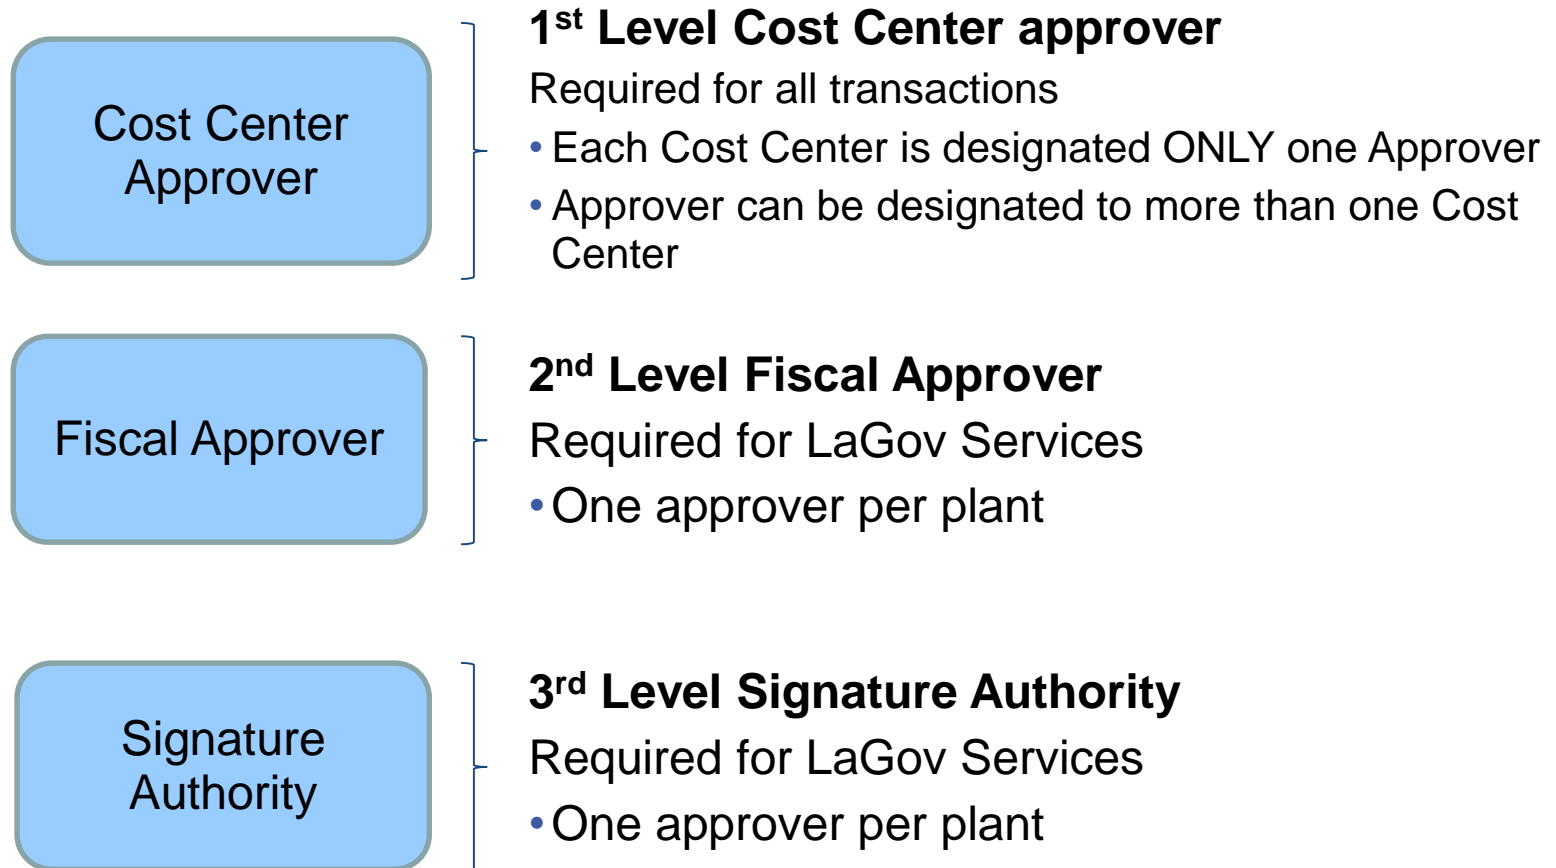 Cost Center
Approver
1st Level Cost Center approver
Required for all transactions
• Each Cost Center is designated ONLY one Approver
• Approver can be designated to more than one Cost
Center
Fiscal Approver
2nd Level Fiscal Approver
Required for LaGov Services
• One approver per plant
Signature
Authority
3rd Level Signature Authority
Required for LaGov Services
• One approver per plant